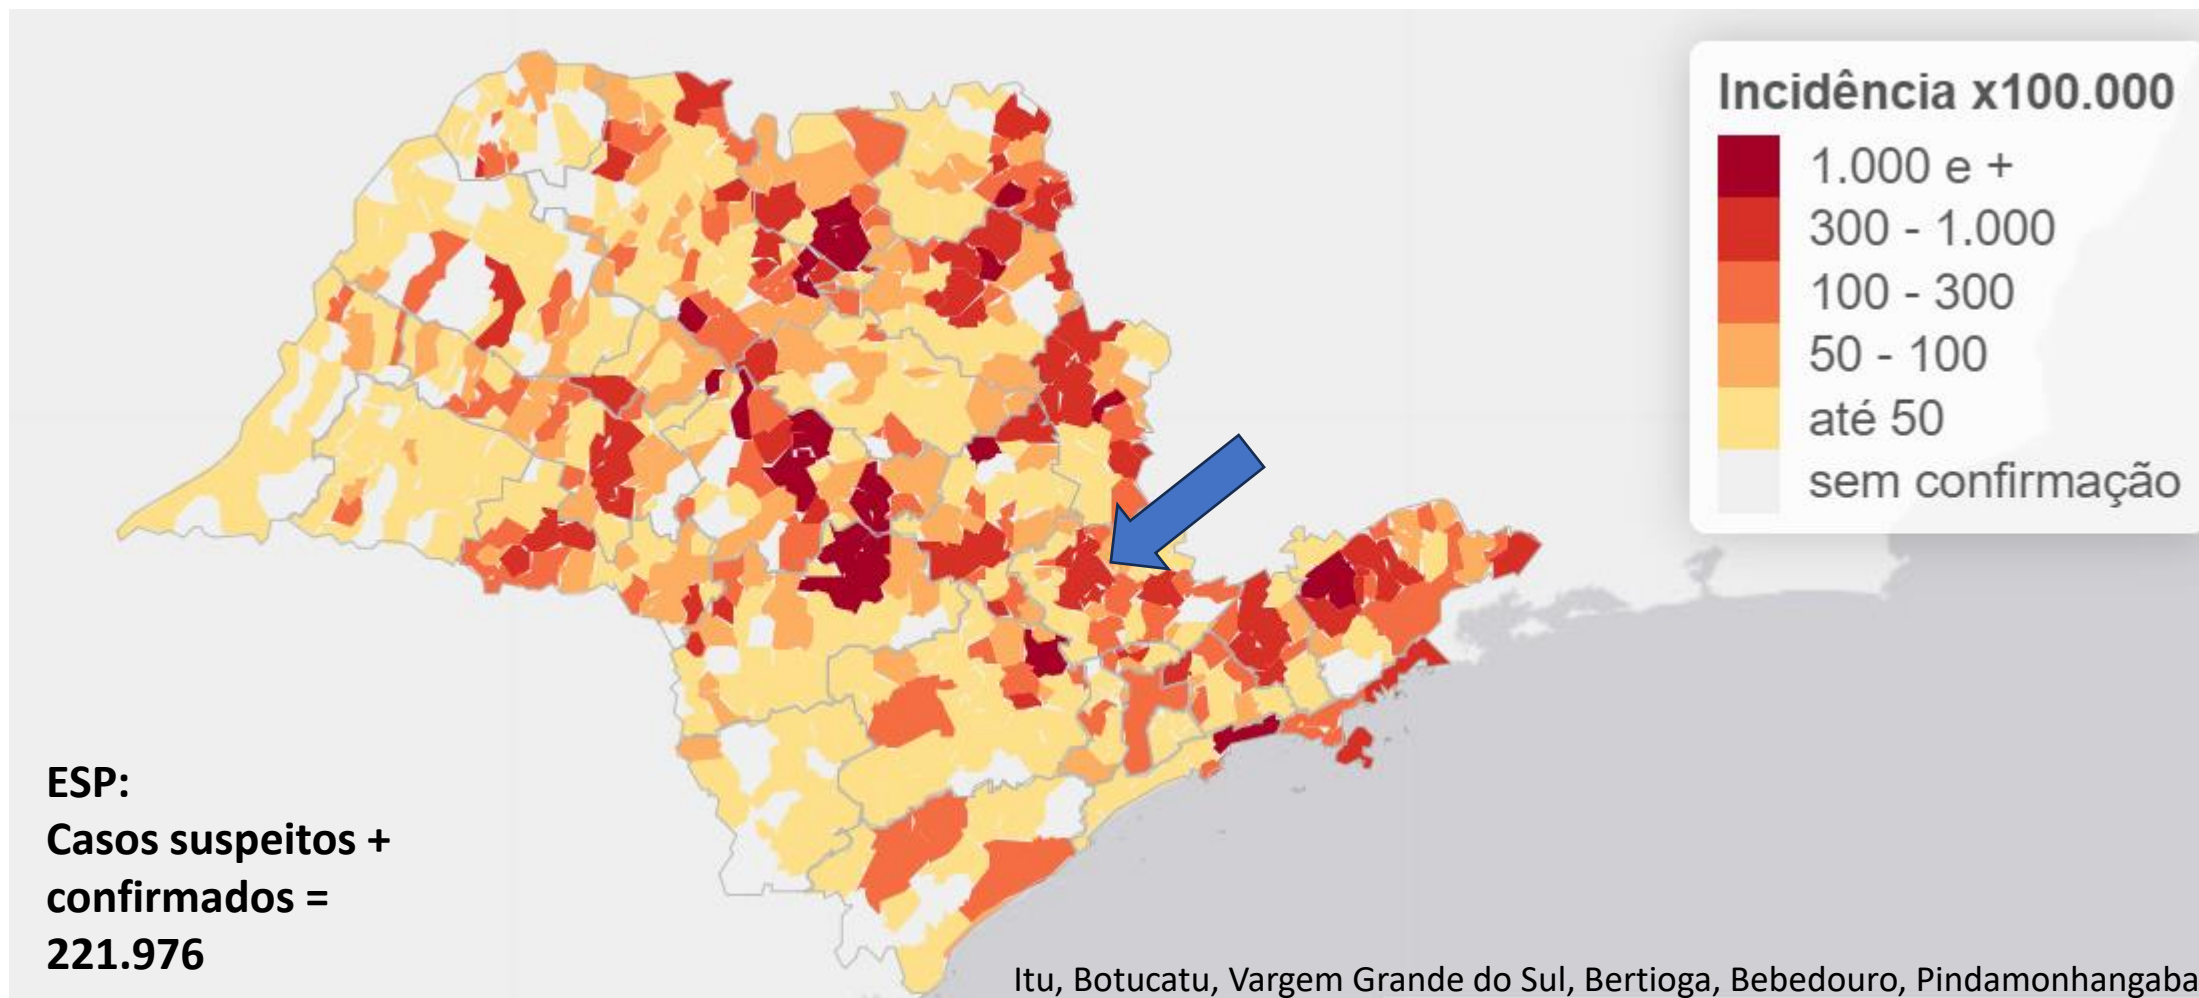 Incidência x100.000
1.000 e +
300 - 1.000
100 - 300
50 - 100
até 50
sem confirmação
ESP:
Casos suspeitos +
confirmados =
221.976
Itu, Botucatu, Vargem Grande do Sul, Bertioga, Bebedouro, Pindamonhangaba